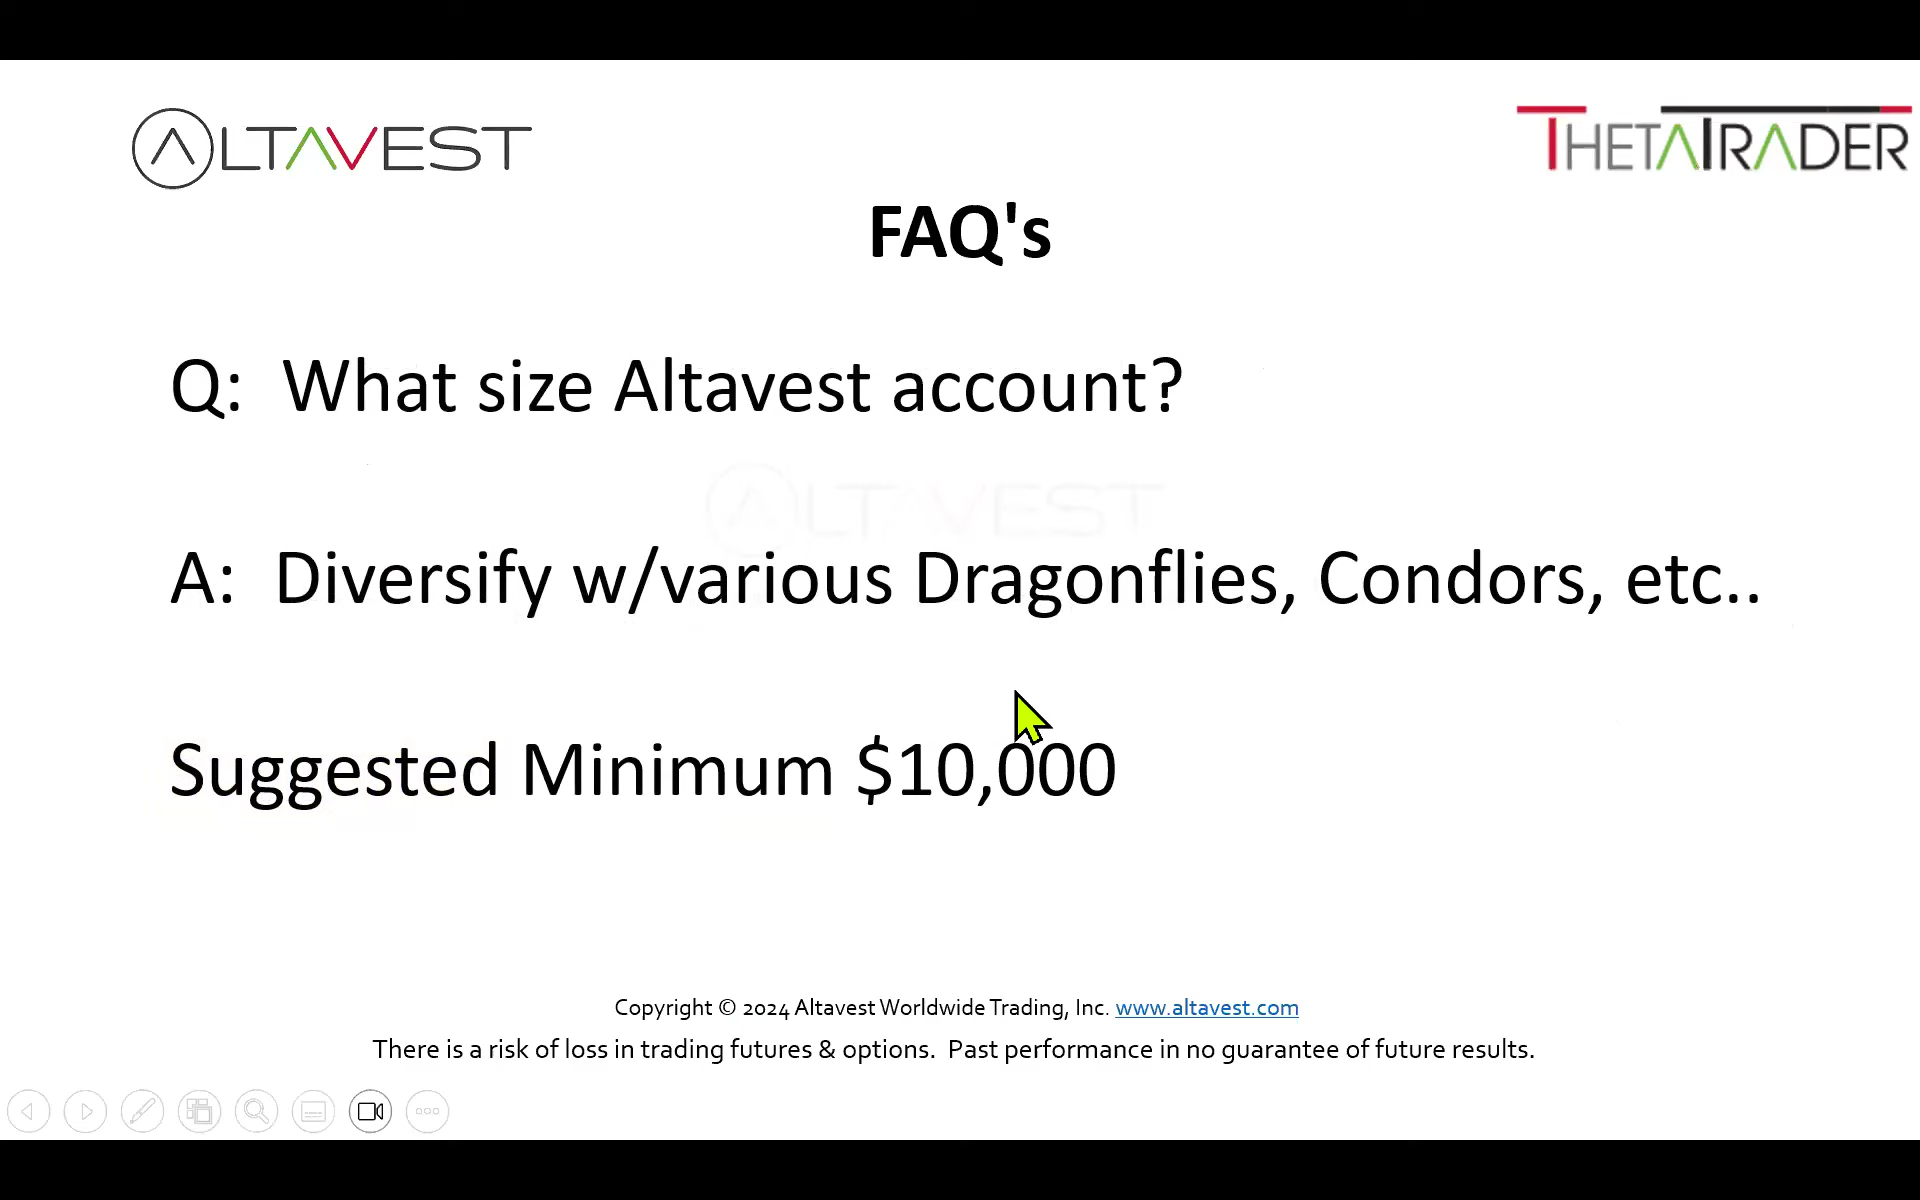 ALTAVEST
THETATRADER
FAQ's
Q: What size Altavest account?
ALTAVEST
A: Diversify w/various Dragonflies, Condors, etc..
Suggested Minimum $10,000
Copyright © 2024 Altavest Worldwide Trading, Inc. www.altavest.com
There is a risk of loss in trading futures & options. Past performance in no guarantee of future results.